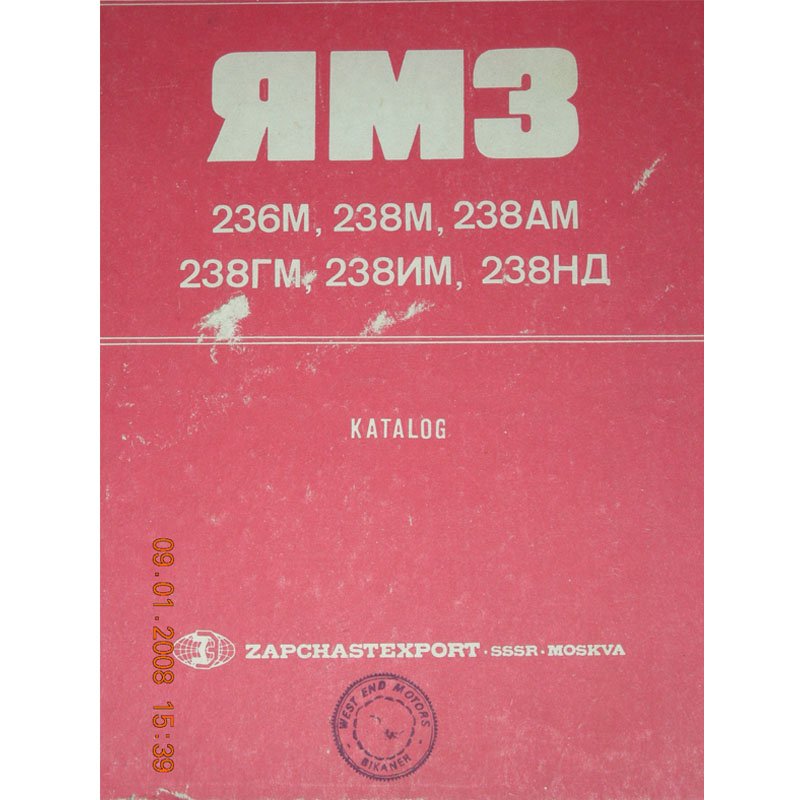 ЯМЗ
236М, 238М, 238АМ
238ГМ, 238ИМ, 238НД
KATALOG
09.01.2008 15:39
ZAPCHASTEXPORT · SSSR · MOSKVA
WEST END MOTORS
BIKANER